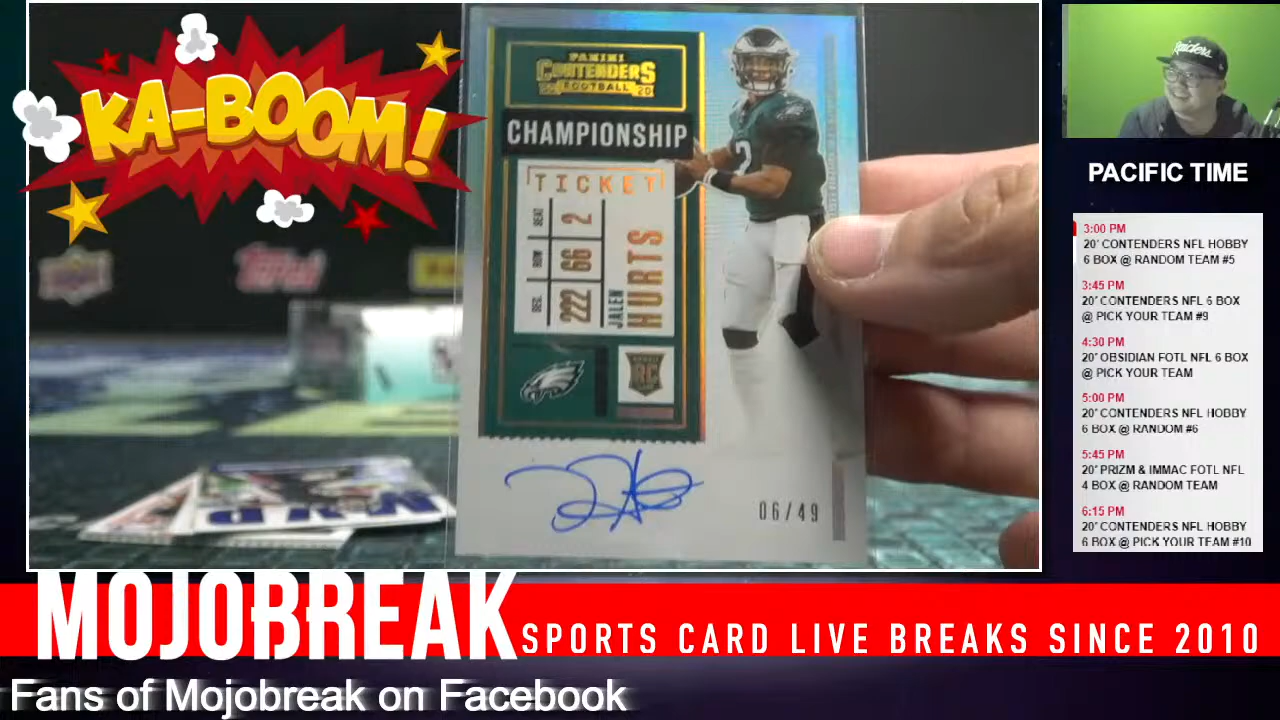 KA-BOOM!
PANINI
CONTENDERS
FOOTBALL
CHAMPIONSHIP
TICKET
SEAT 2
ROW 66
SEC. 222
JALEN
HURTS
RC
06/49
Topps
Raiders
PACIFIC TIME
3:00 PM
20' CONTENDERS NFL HOBBY
6 BOX @ RANDOM TEAM #5
3:45 PM
20' CONTENDERS NFL 6 BOX
@ PICK YOUR TEAM #9
4:30 PM
20' OBSIDIAN FOTL NFL 6 BOX
@ PICK YOUR TEAM
5:00 PM
20' CONTENDERS NFL HOBBY
6 BOX @ RANDOM #6
5:45 PM
20' PRIZM & IMMAC FOTL NFL
4 BOX @ RANDOM TEAM
6:15 PM
20' CONTENDERS NFL HOBBY
6 BOX @ PICK YOUR TEAM #10
MOJOBREAK
SPORTS CARD LIVE BREAKS SINCE 2010
Fans of Mojobreak on Facebook